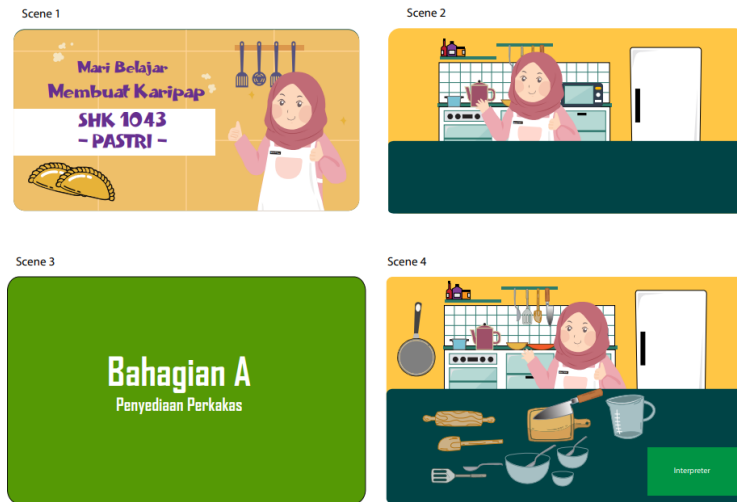 Scene 1
Mari Belajar
Membuat Karipap
SHK 1043
- PASTRI -
Scene 2
Scene 3
Bahagian A
Penyediaan Perkakas
Scene 4
Interpreter